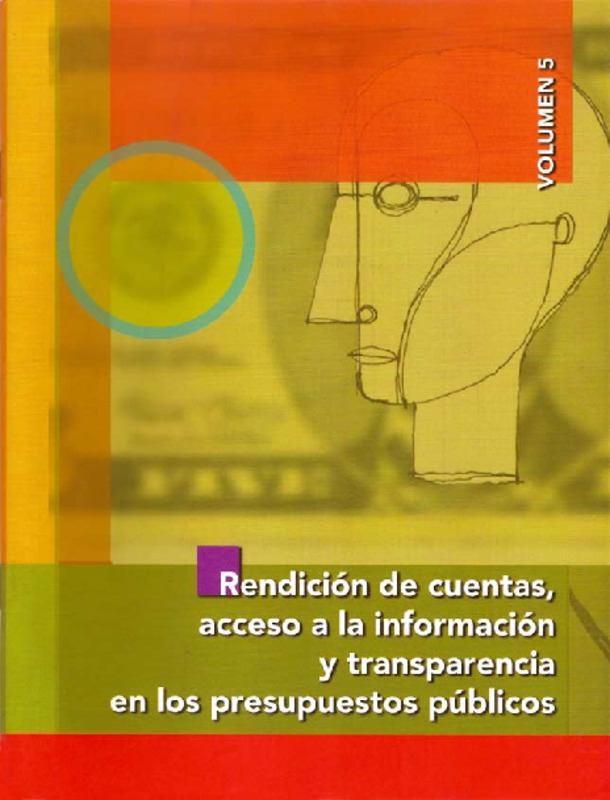 VOLUMEN 5
Rendición de cuentas,
acceso a la información
y transparencia
en los presupuestos públicos